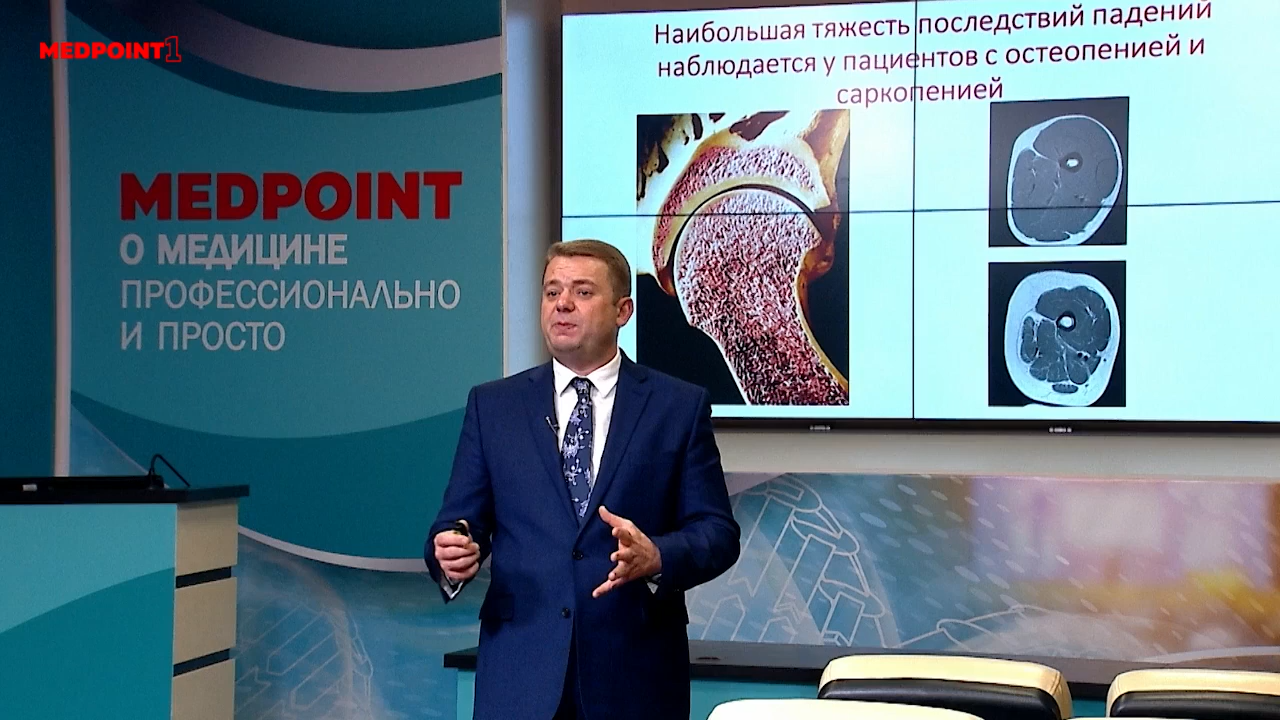 MEDPOINT1
MEDPOINT
О МЕДИЦИНЕ
ПРОФЕССИОНАЛЬНО
И ПРОСТО
Наибольшая тяжесть последствий падений
наблюдается у пациентов с остеопенией и
саркопенией